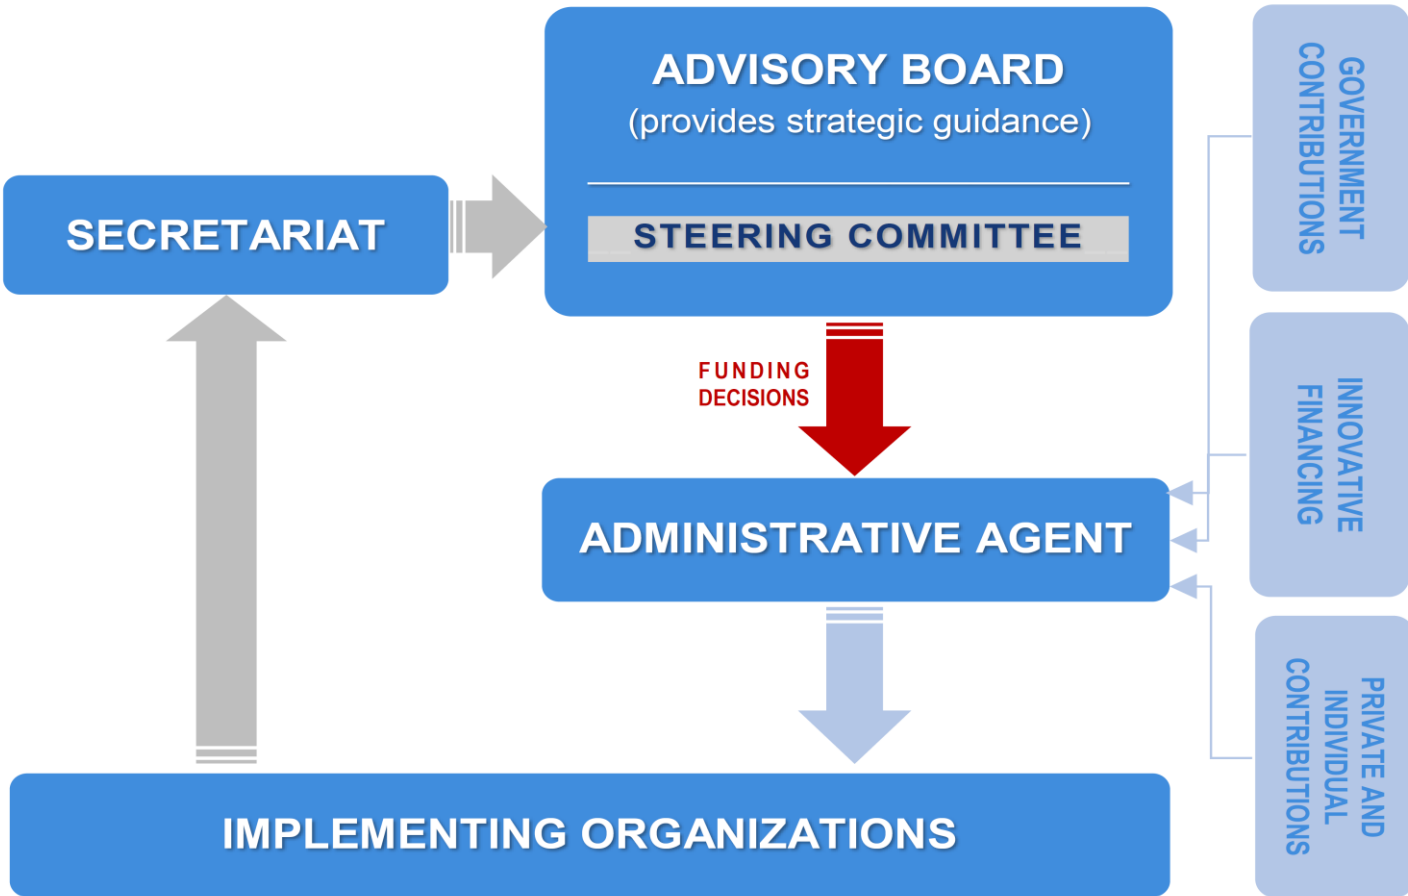 ADVISORY BOARD
(provides strategic guidance)
STEERING COMMITTEE
SECRETARIAT
FUNDING
DECISIONS
ADMINISTRATIVE AGENT
IMPLEMENTING ORGANIZATIONS
GOVERNMENT
CONTRIBUTIONS
INNOVATIVE
FINANCING
PRIVATE AND
INDIVIDUAL
CONTRIBUTIONS